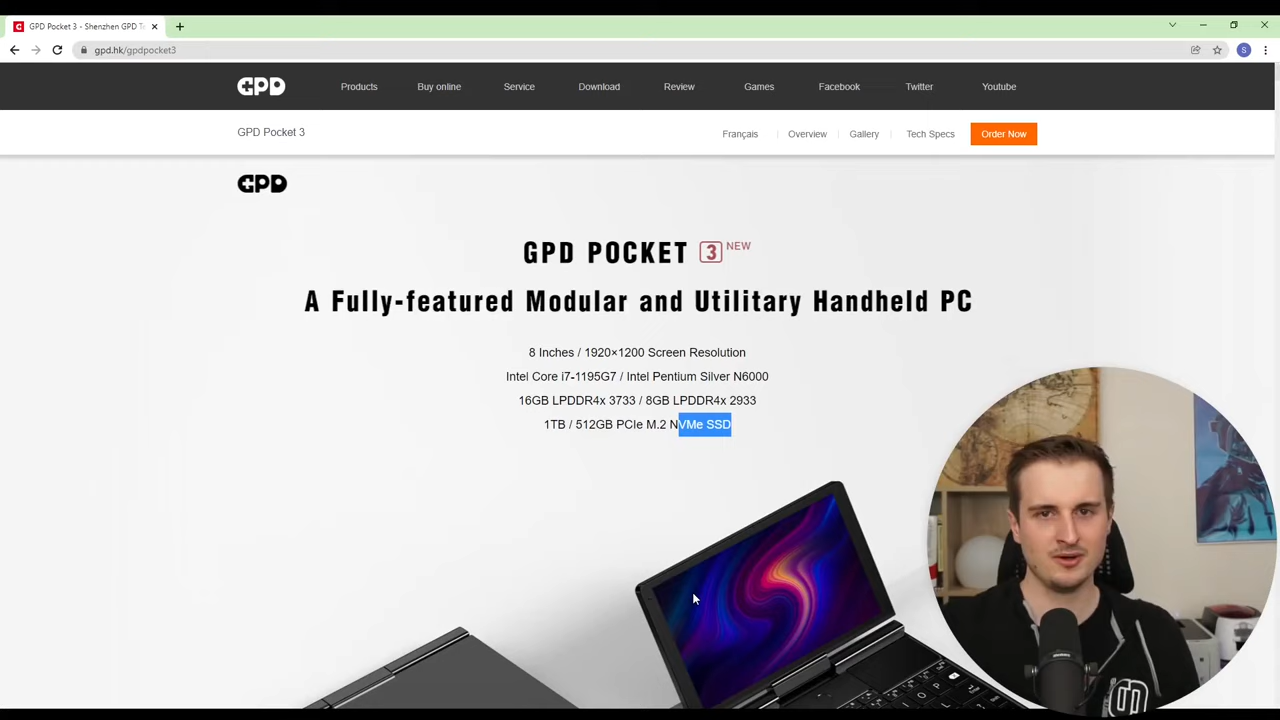 GPD Pocket 3 - Shenzhen GPD Te
gpd.hk/gpdpocket3
S
GPD
Products
Buy online
Service
Download
Review
Games
Facebook
Twitter
Youtube
GPD Pocket 3
Français
Overview
Gallery
Tech Specs
Order Now
GPD
GPD POCKET 3 NEW
A Fully-featured Modular and Utilitary Handheld PC
8 Inches / 1920×1200 Screen Resolution
Intel Core i7-1195G7 / Intel Pentium Silver N6000
16GB LPDDR4x 3733 / 8GB LPDDR4x 2933
1TB / 512GB PCIe M.2 NVMe SSD